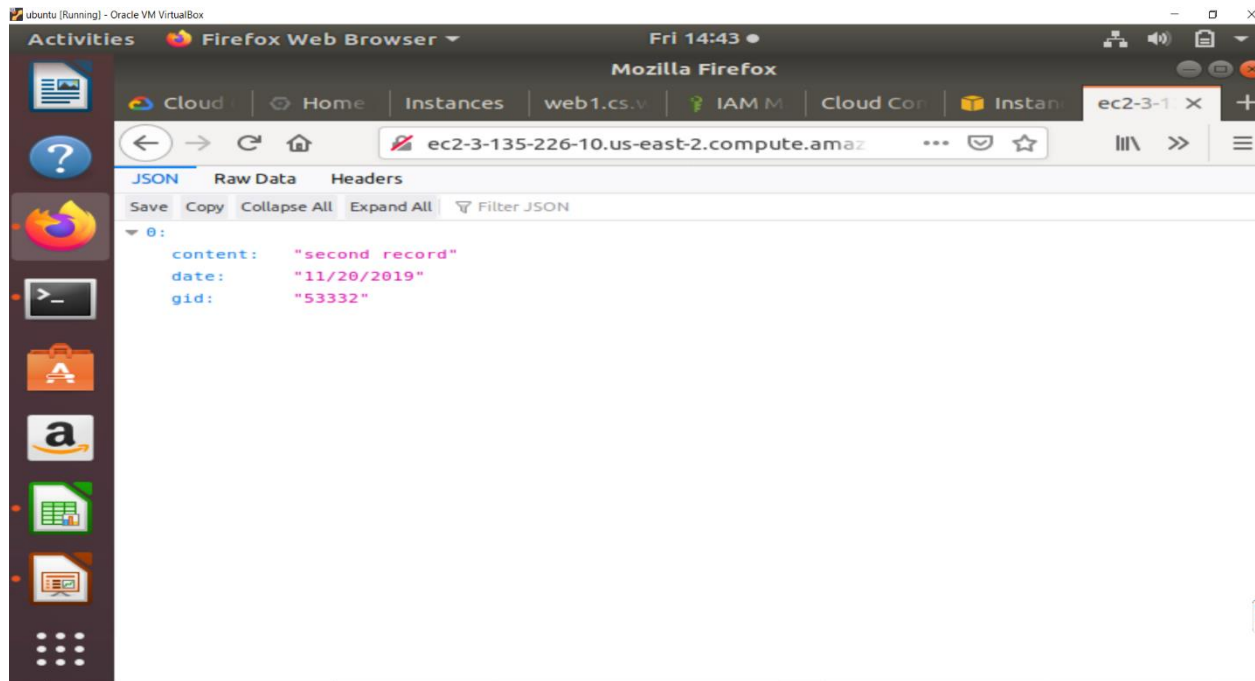 ubuntu [Running] - Oracle VM VirtualBox
Activities Firefox Web Browser Fri 14:43
Mozilla Firefox
Cloud Home Instances web1.cs.v IAM M Cloud Con Instan ec2-3-1
ec2-3-135-226-10.us-east-2.compute.amaz
JSON Raw Data Headers
Save Copy Collapse All Expand All Filter JSON
0:
content: "second record"
date: "11/20/2019"
gid: "53332"